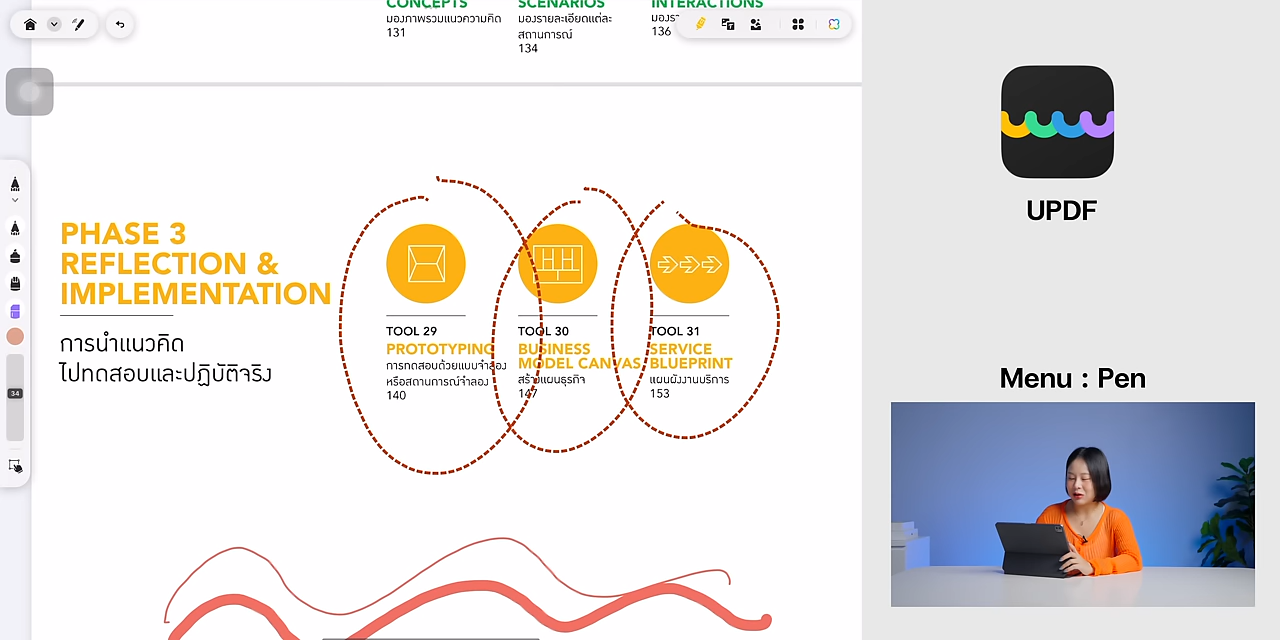 CONCEPTS
มองภาพรวมแนวความคิด
131
SCENARIOS
มองรายละเอียดแต่ละ
สถานการณ์
134
INTERACTIONS
136
PHASE 3
REFLECTION &
IMPLEMENTATION
การนำแนวคิด
ไปทดสอบและปฏิบัติจริง
TOOL 29
PROTOTYPING
การทดสอบด้วยแบบจำลอง
หรือสถานการณ์จำลอง
140
TOOL 30
BUSINESS
MODEL CANVAS
สร้างแผนธุรกิจ
147
TOOL 31
SERVICE
BLUEPRINT
แผนผังงานบริการ
153
34
UPDF
Menu : Pen